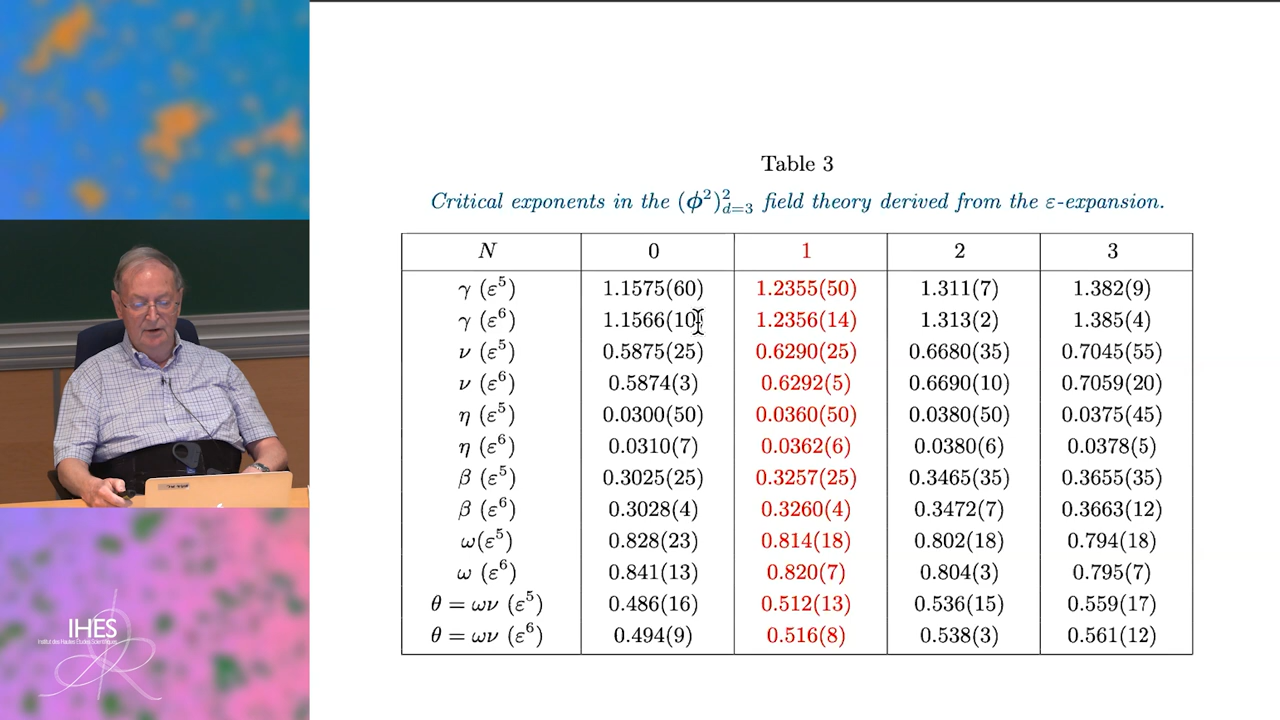 Table 3
Critical exponents in the (ϕ²)²_{d=3} field theory derived from the ε-expansion.
N 0 1 2 3
γ (ε⁵) 1.1575(60) 1.2355(50) 1.311(7) 1.382(9)
γ (ε⁶) 1.1566(10) 1.2356(14) 1.313(2) 1.385(4)
ν (ε⁵) 0.5875(25) 0.6290(25) 0.6680(35) 0.7045(55)
ν (ε⁶) 0.5874(3) 0.6292(5) 0.6690(10) 0.7059(20)
η (ε⁵) 0.0300(50) 0.0360(50) 0.0380(50) 0.0375(45)
η (ε⁶) 0.0310(7) 0.0362(6) 0.0380(6) 0.0378(5)
β (ε⁵) 0.3025(25) 0.3257(25) 0.3465(35) 0.3655(35)
β (ε⁶) 0.3028(4) 0.3260(4) 0.3472(7) 0.3663(12)
ω(ε⁵) 0.828(23) 0.814(18) 0.802(18) 0.794(18)
ω (ε⁶) 0.841(13) 0.820(7) 0.804(3) 0.795(7)
θ = ων (ε⁵) 0.486(16) 0.512(13) 0.536(15) 0.559(17)
θ = ων (ε⁶) 0.494(9) 0.516(8) 0.538(3) 0.561(12)
IHES
Institut des Hautes Études Scientifiques